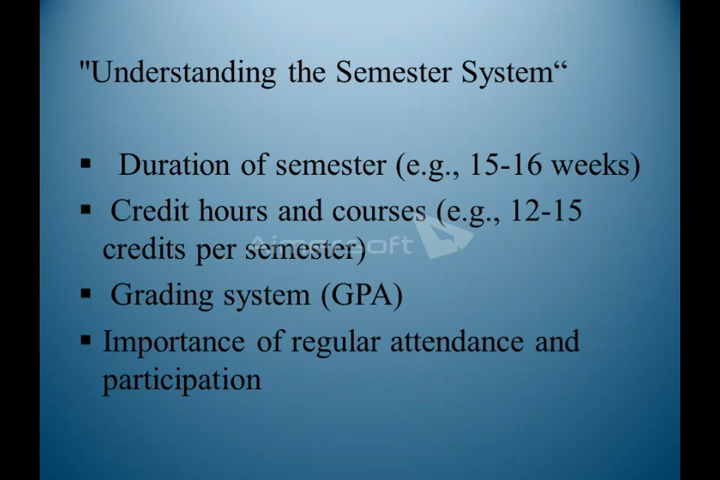 "Understanding the Semester System“
▪ Duration of semester (e.g., 15-16 weeks)
▪ Credit hours and courses (e.g., 12-15
credits per semester)
▪ Grading system (GPA)
▪ Importance of regular attendance and
participation